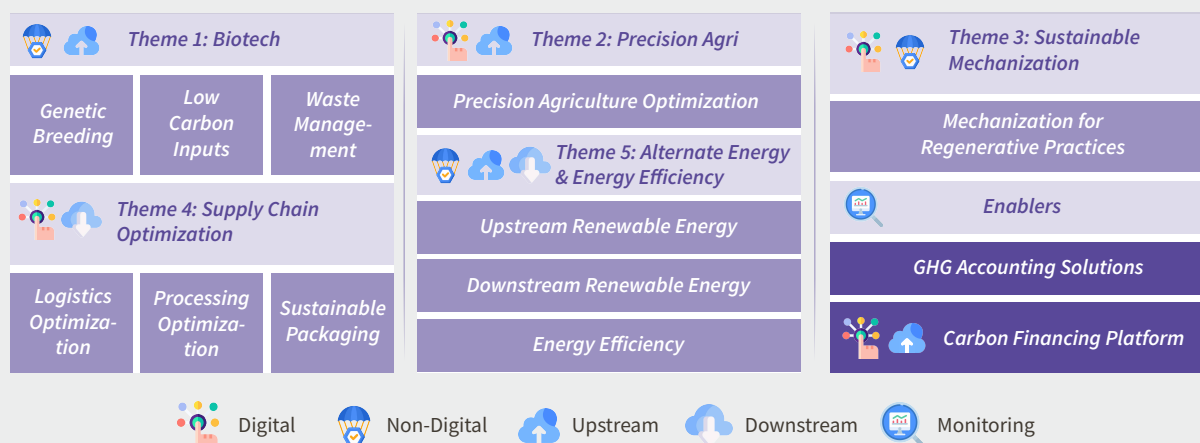 Theme 1: Biotech
Genetic
Breeding
Low
Carbon
Inputs
Waste
Manage-
ment
Theme 4: Supply Chain
Optimization
Logistics
Optimiza-
tion
Processing
Optimiza-
tion
Sustainable
Packaging
Theme 2: Precision Agri
Precision Agriculture Optimization
Theme 5: Alternate Energy
& Energy Efficiency
Upstream Renewable Energy
Downstream Renewable Energy
Energy Efficiency
Theme 3: Sustainable
Mechanization
Mechanization for
Regenerative Practices
Enablers
GHG Accounting Solutions
Carbon Financing Platform
Digital
Non-Digital
Upstream
Downstream
Monitoring